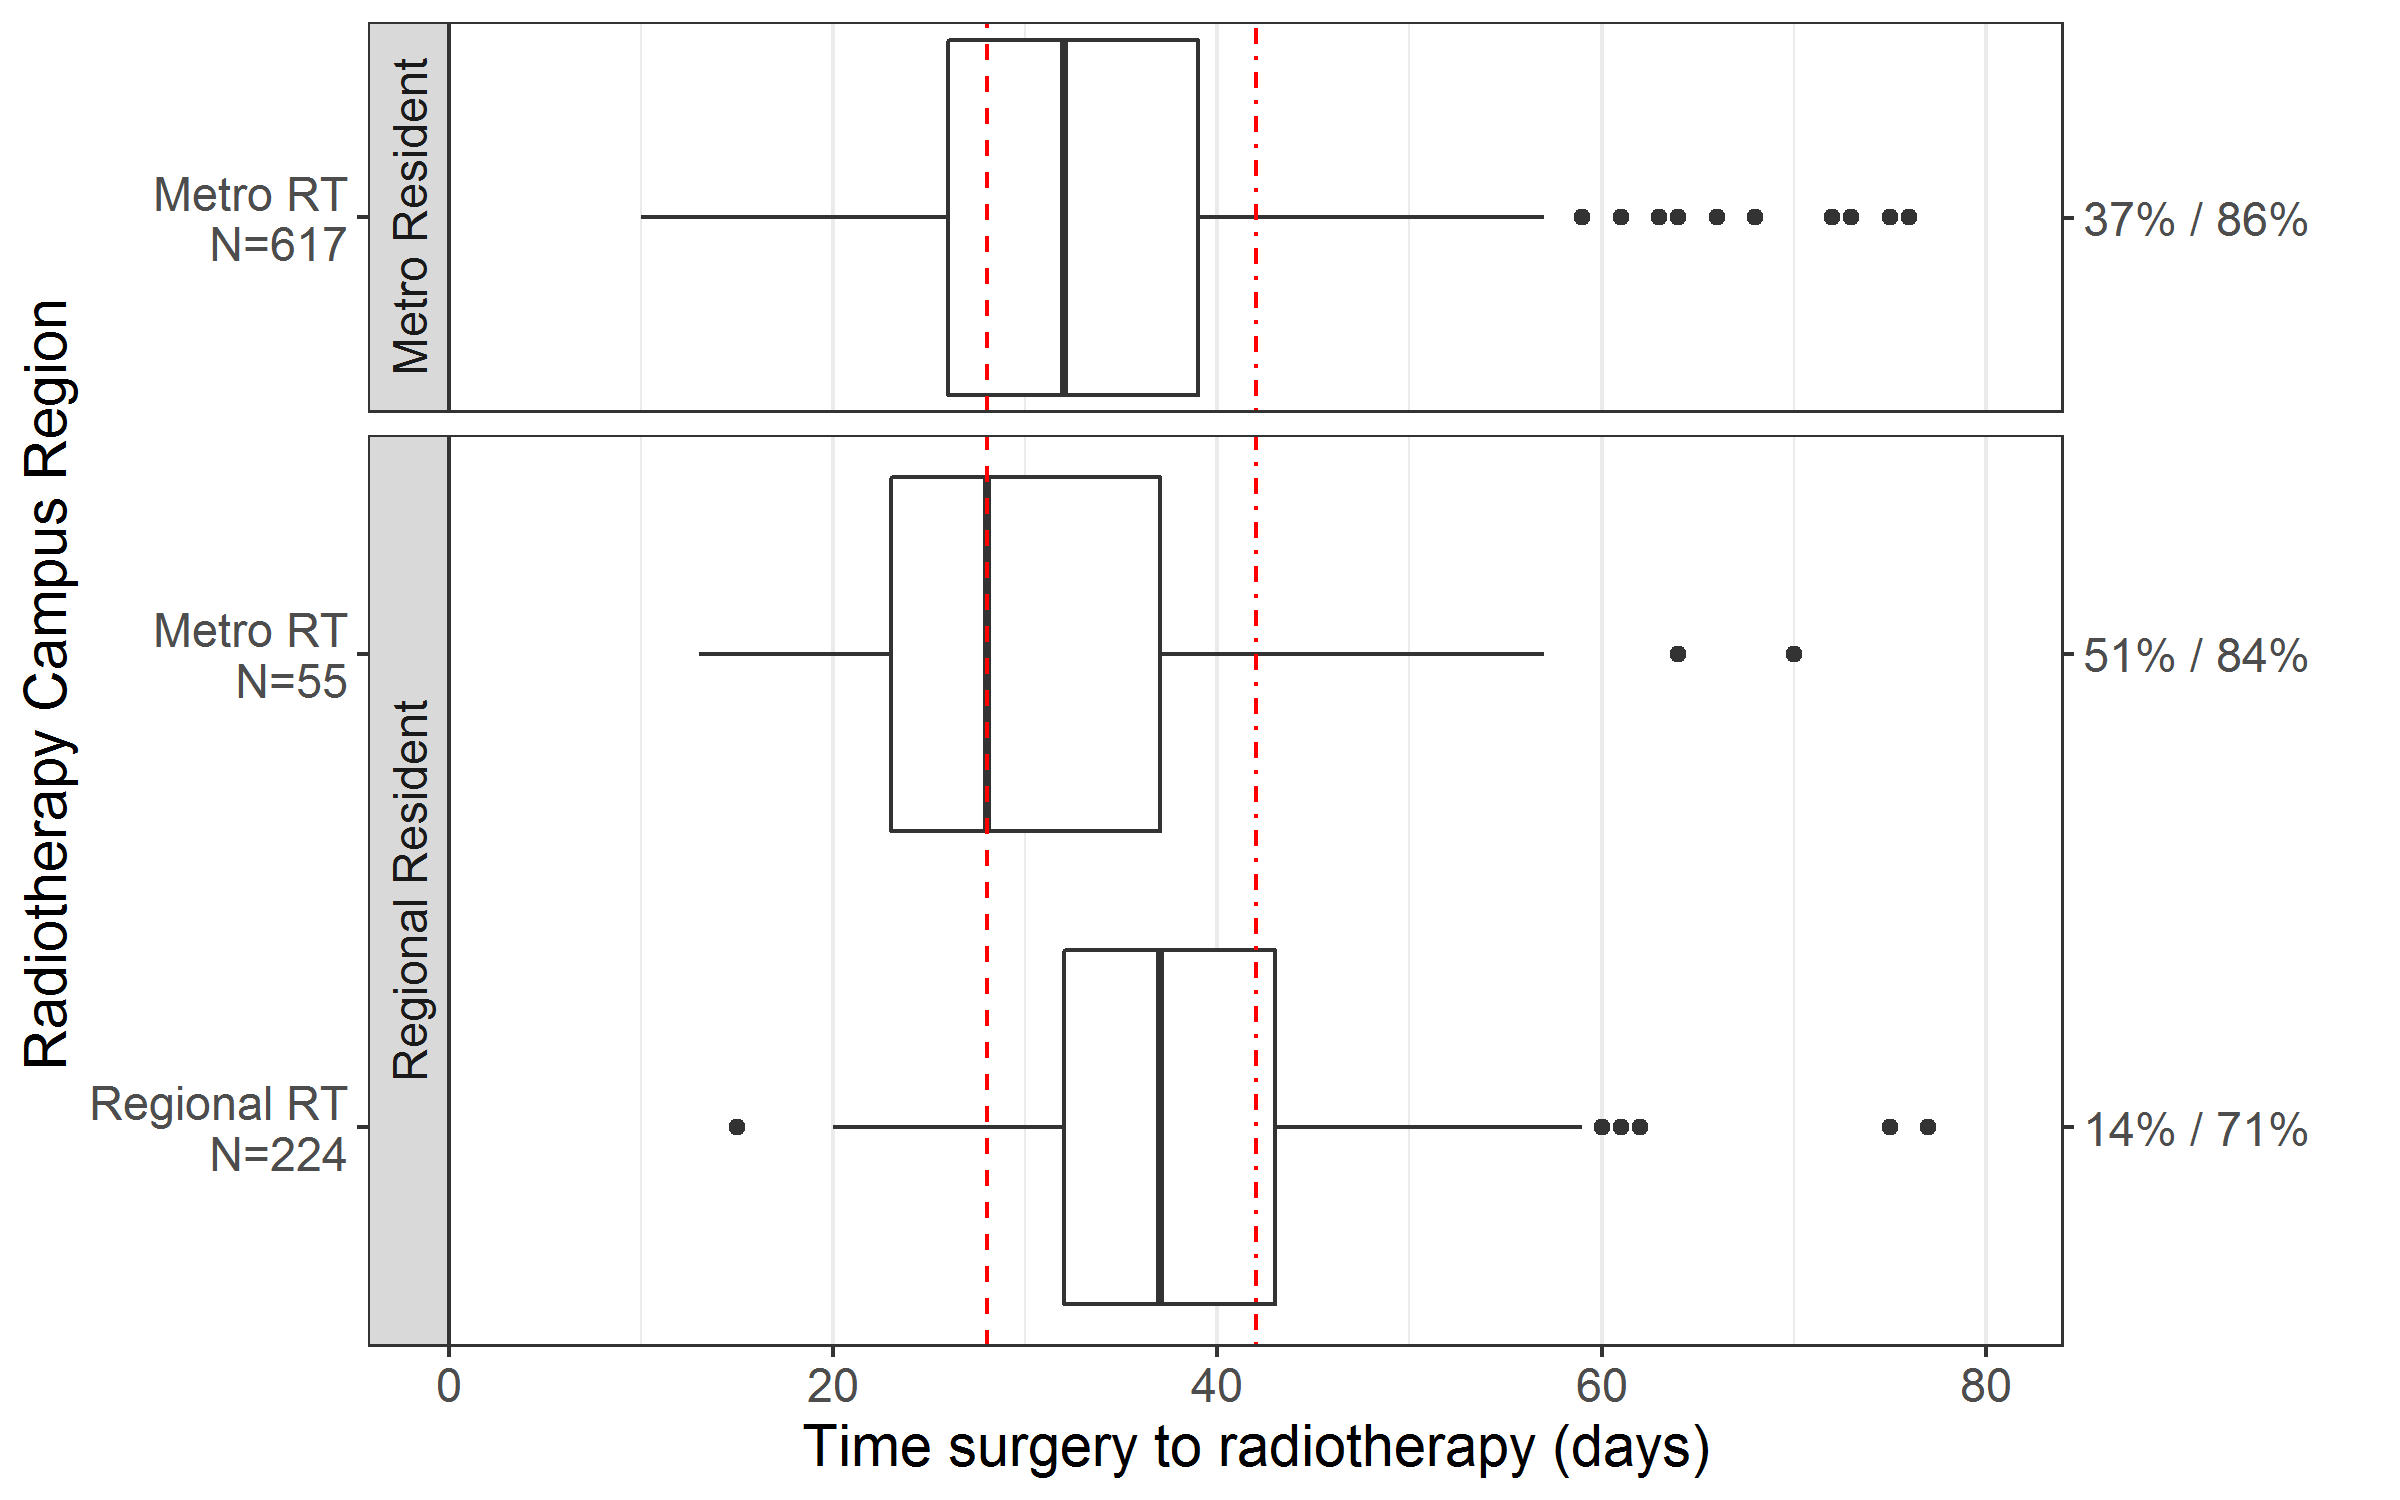 Radiotherapy Campus Region
Metro Resident
Metro RT
N=617
37% / 86%
Regional Resident
Metro RT
N=55
51% / 84%
Regional RT
N=224
14% / 71%
0 20 40 60 80
Time surgery to radiotherapy (days)